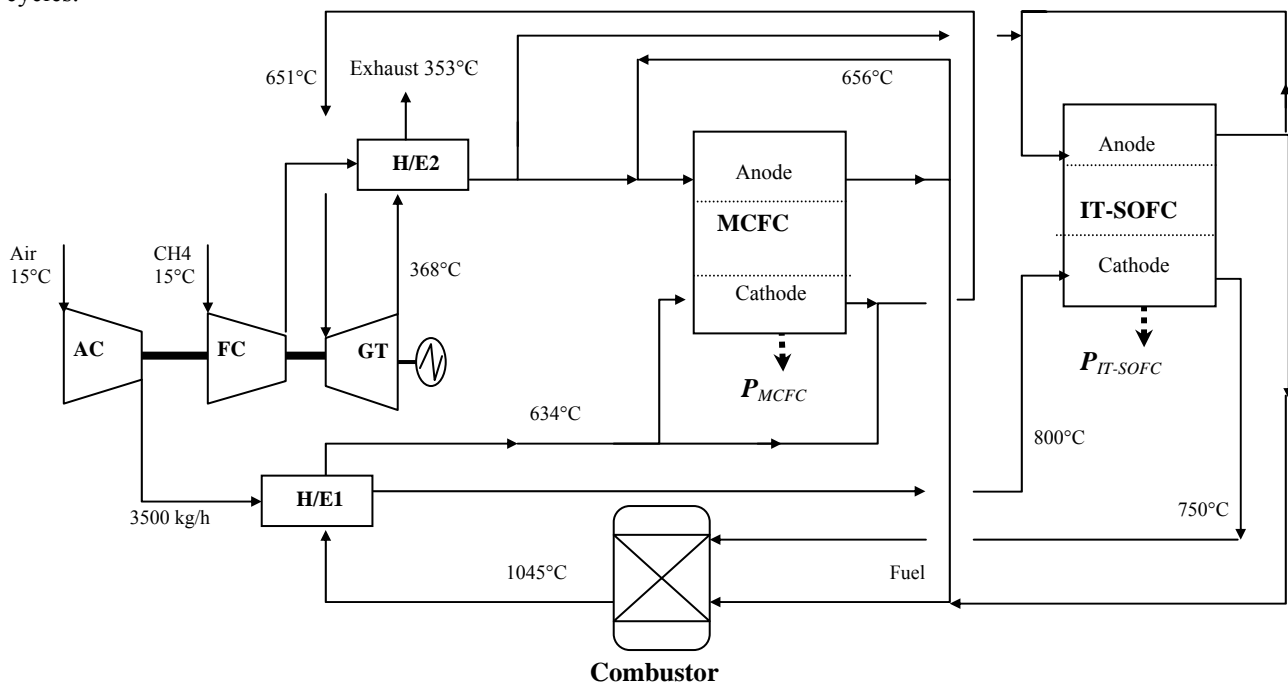 cycles.
651°C
Exhaust 353°C
656°C
H/E2
Anode
MCFC
Cathode
Anode
IT-SOFC
Cathode
Air
15°C
CH4
15°C
368°C
AC
FC
GT
P_MCFC
P_IT-SOFC
634°C
800°C
H/E1
3500 kg/h
750°C
1045°C
Fuel
Combustor